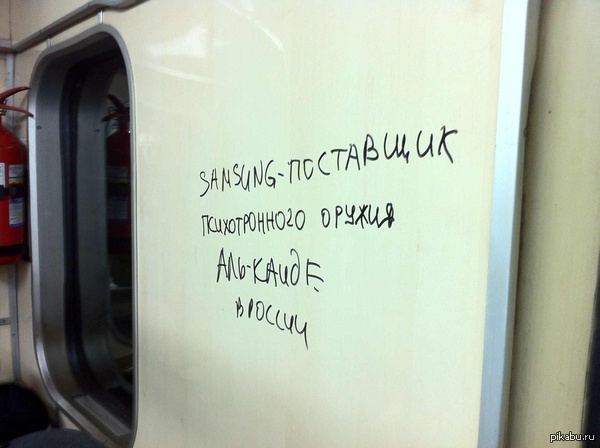 SAMSUNG-ПОСТАВЩИК
ПСИХОТРОННОГО ОРУЖИЯ
АЛЬ-КАИДЕ
В РОССИИ
pikabu.ru